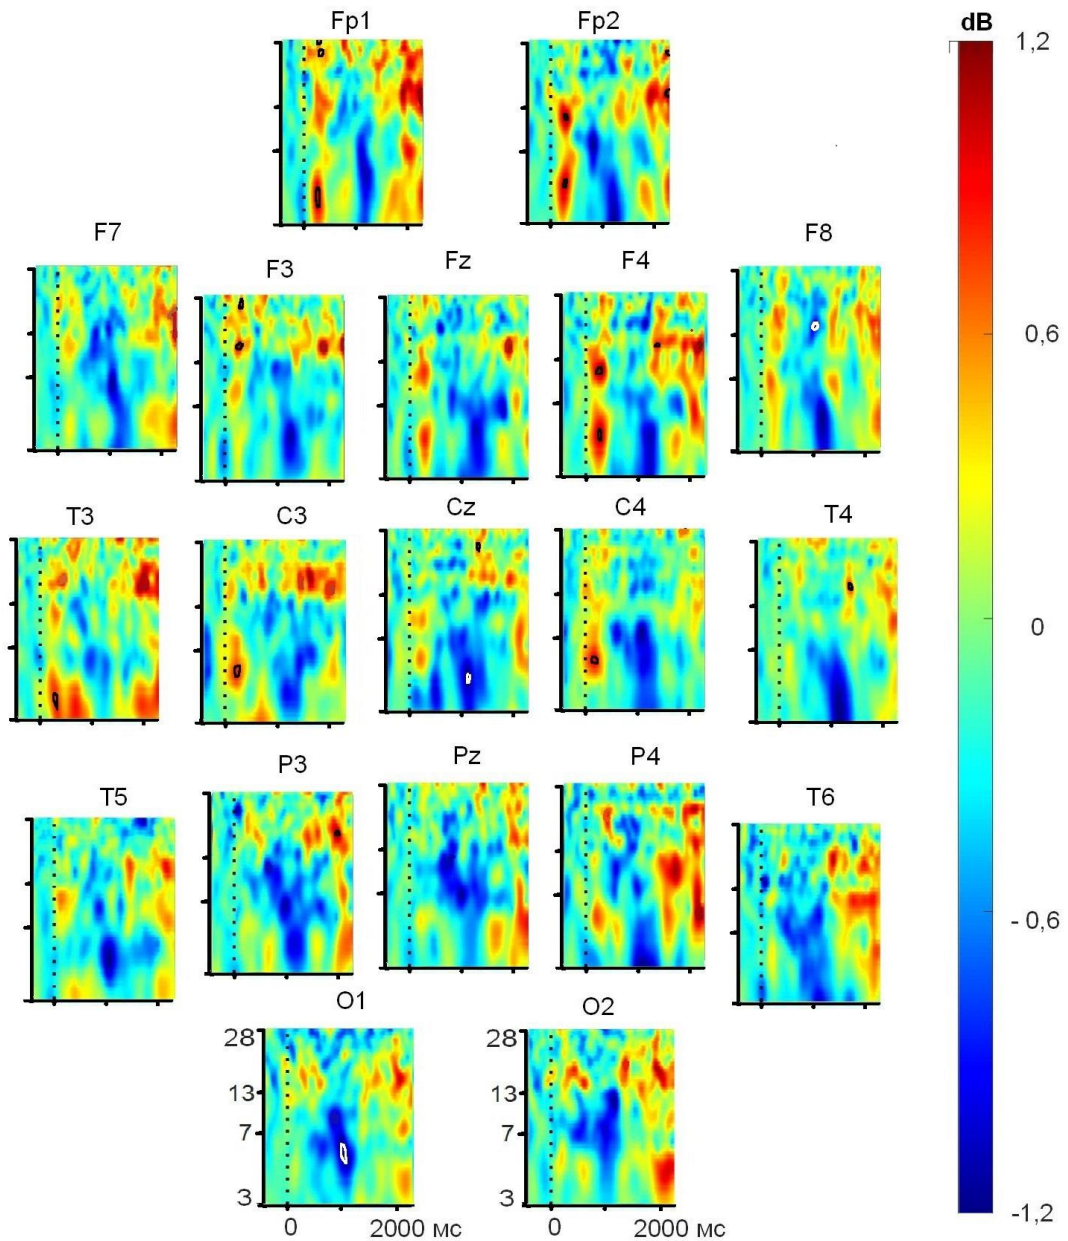 Fp1 Fp2 dB
1,2
F7 F3 Fz F4 F8
0,6
T3 C3 Cz C4 T4
0
T5 P3 Pz P4 T6
- 0,6
O1 O2
28 28
13 13
7 7
3 3
-1,2
0 2000 мс 0 2000 мс